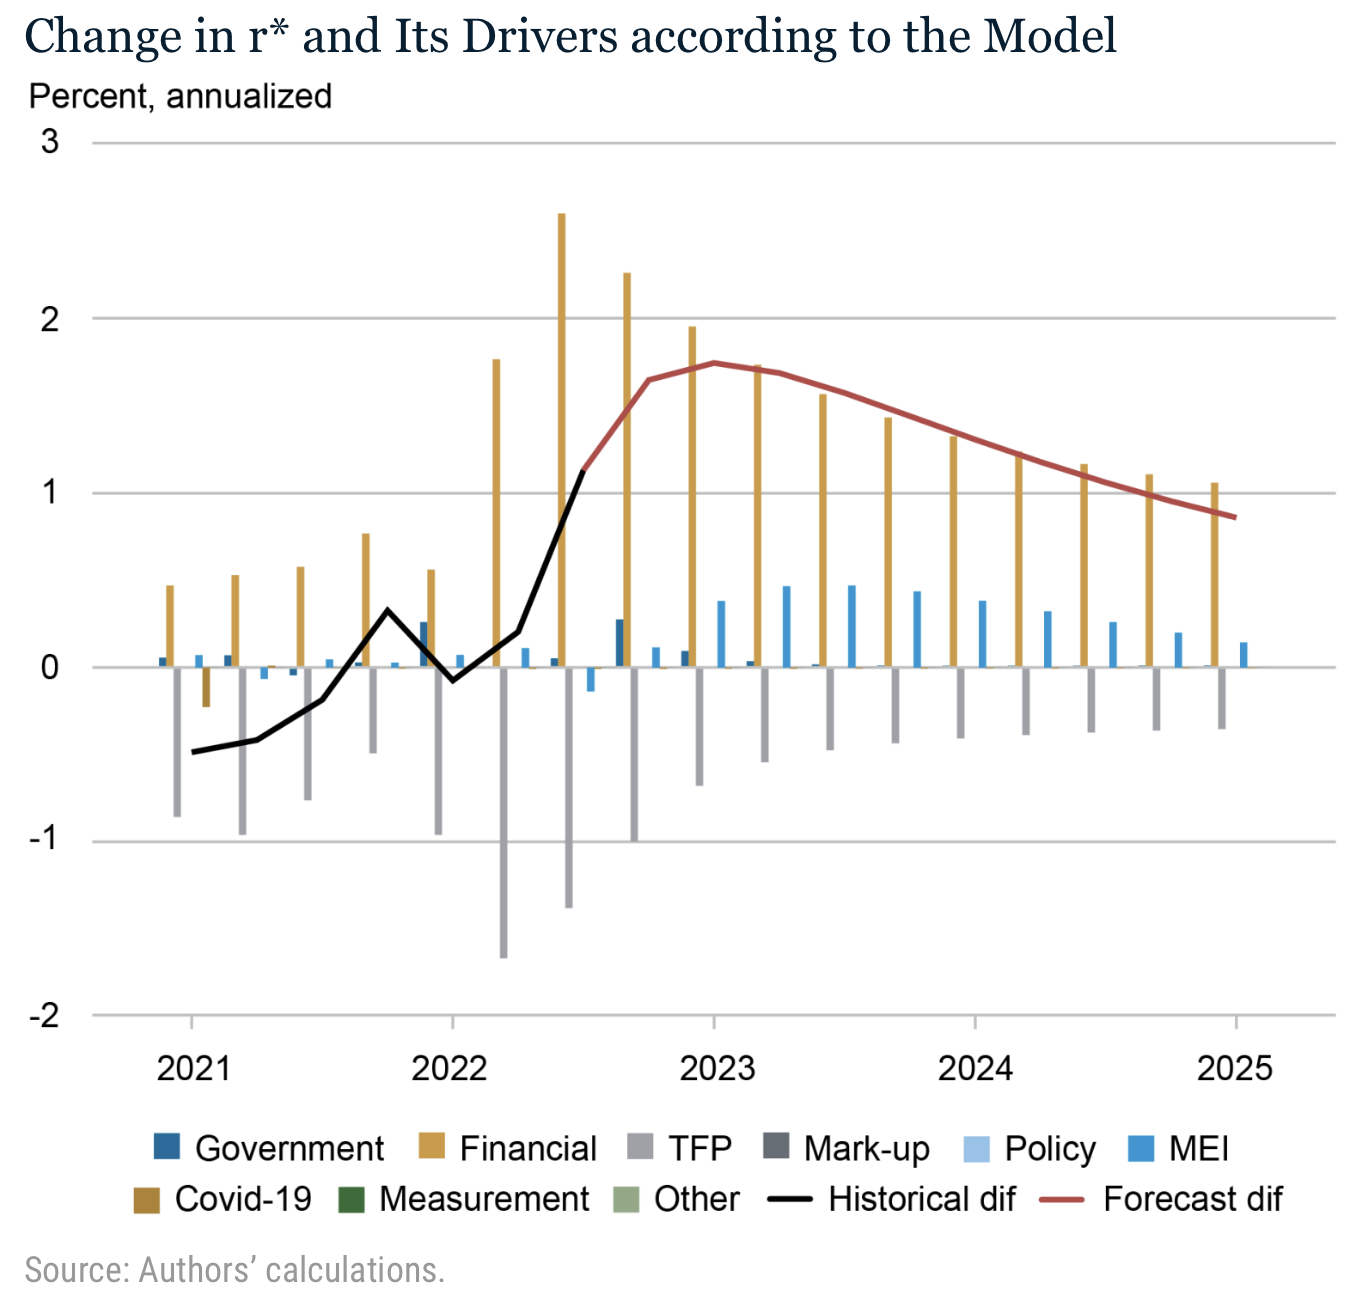 Change in r* and Its Drivers according to the Model
Percent, annualized
3
2
1
0
-1
-2
2021 2022 2023 2024 2025
Government Financial TFP Mark-up Policy MEI
Covid-19 Measurement Other Historical dif Forecast dif
Source: Authors’ calculations.